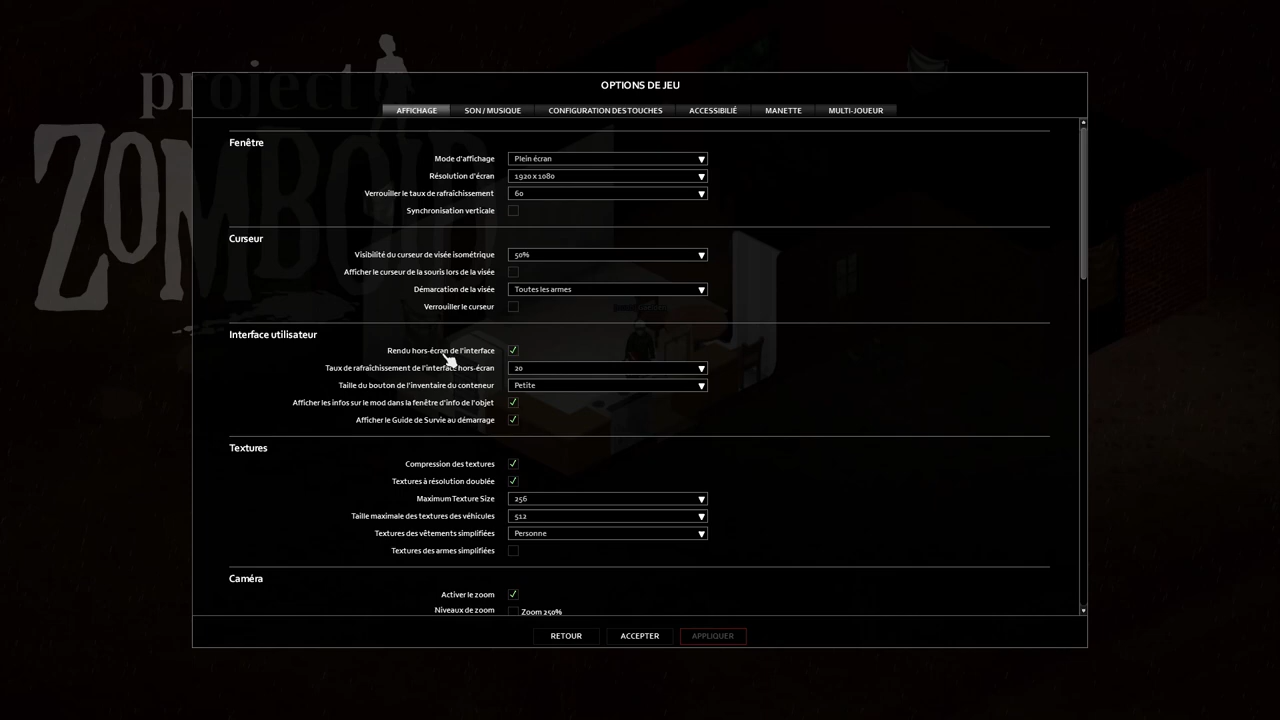 project
ZOMBOID
OPTIONS DE JEU
AFFICHAGE SON / MUSIQUE CONFIGURATION DES TOUCHES ACCESSIBILIÉ MANETTE MULTI-JOUEUR
Fenêtre
Mode d'affichage Plein écran
Résolution d'écran 1920 x 1080
Verrouiller le taux de rafraîchissement 60
Synchronisation verticale
Curseur
Visibilité du curseur de visée isométrique 50%
Afficher le curseur de la souris lors de la visée
Démarcation de la visée Toutes les armes
Verrouiller le curseur
Interface utilisateur
Rendu hors-écran de l'interface
Taux de rafraîchissement de l'interface hors-écran 20
Taille du bouton de l'inventaire du conteneur Petite
Afficher les infos sur le mod dans la fenêtre d'info de l'objet
Afficher le Guide de Survie au démarrage
Textures
Compression des textures
Textures à résolution doublée
Maximum Texture Size 256
Taille maximale des textures des véhicules 512
Textures des vêtements simplifiées Personne
Textures des armes simplifiées
Caméra
Activer le zoom
Niveaux de zoom Zoom 250%
RETOUR ACCEPTER APPLIQUER